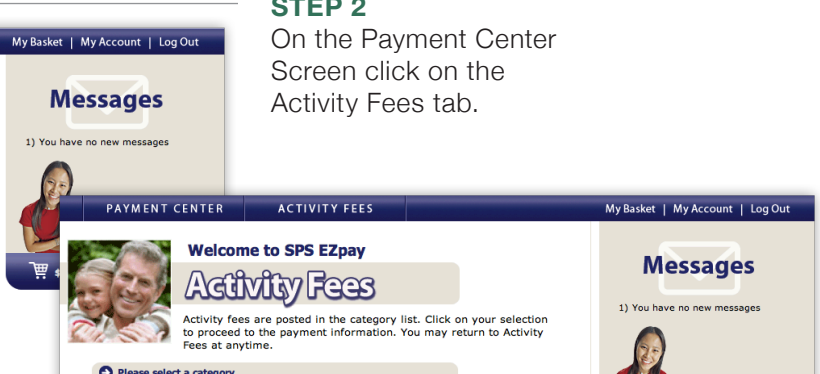 STEP 2
On the Payment Center
Screen click on the
Activity Fees tab.
My Basket | My Account | Log Out
Messages
1) You have no new messages
$
PAYMENT CENTER
ACTIVITY FEES
My Basket | My Account | Log Out
Welcome to SPS EZpay
Activity Fees
Activity fees are posted in the category list. Click on your selection
to proceed to the payment information. You may return to Activity
Fees at anytime.
Please select a category
Messages
1) You have no new messages